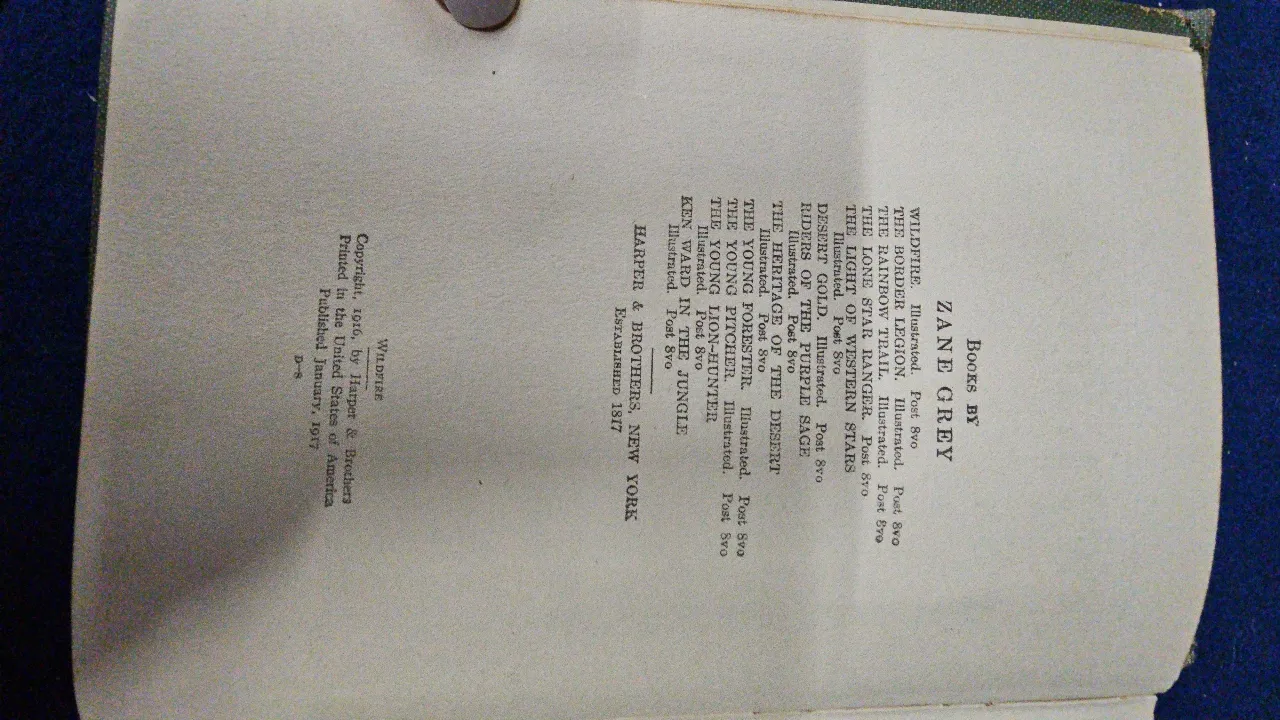 BOOKS BY
ZANE GREY
WILDFIRE. Illustrated. Post 8vo
THE BORDER LEGION. Illustrated. Post 8vo
THE RAINBOW TRAIL. Illustrated. Post 8vo
THE LONE STAR RANGER. Post 8vo
THE LIGHT OF WESTERN STARS
Illustrated. Post 8vo
DESERT GOLD. Illustrated. Post 8vo
RIDERS OF THE PURPLE SAGE
Illustrated. Post 8vo
THE HERITAGE OF THE DESERT
Illustrated. Post 8vo
THE YOUNG FORESTER. Illustrated. Post 8vo
THE YOUNG PITCHER. Illustrated. Post 8vo
THE YOUNG LION-HUNTER
Illustrated. Post 8vo
KEN WARD IN THE JUNGLE
Illustrated. Post 8vo
HARPER & BROTHERS, NEW YORK
ESTABLISHED 1817
WILDFIRE
Copyright, 1916, by Harper & Brothers
Printed in the United States of America
Published January, 1917
D-8